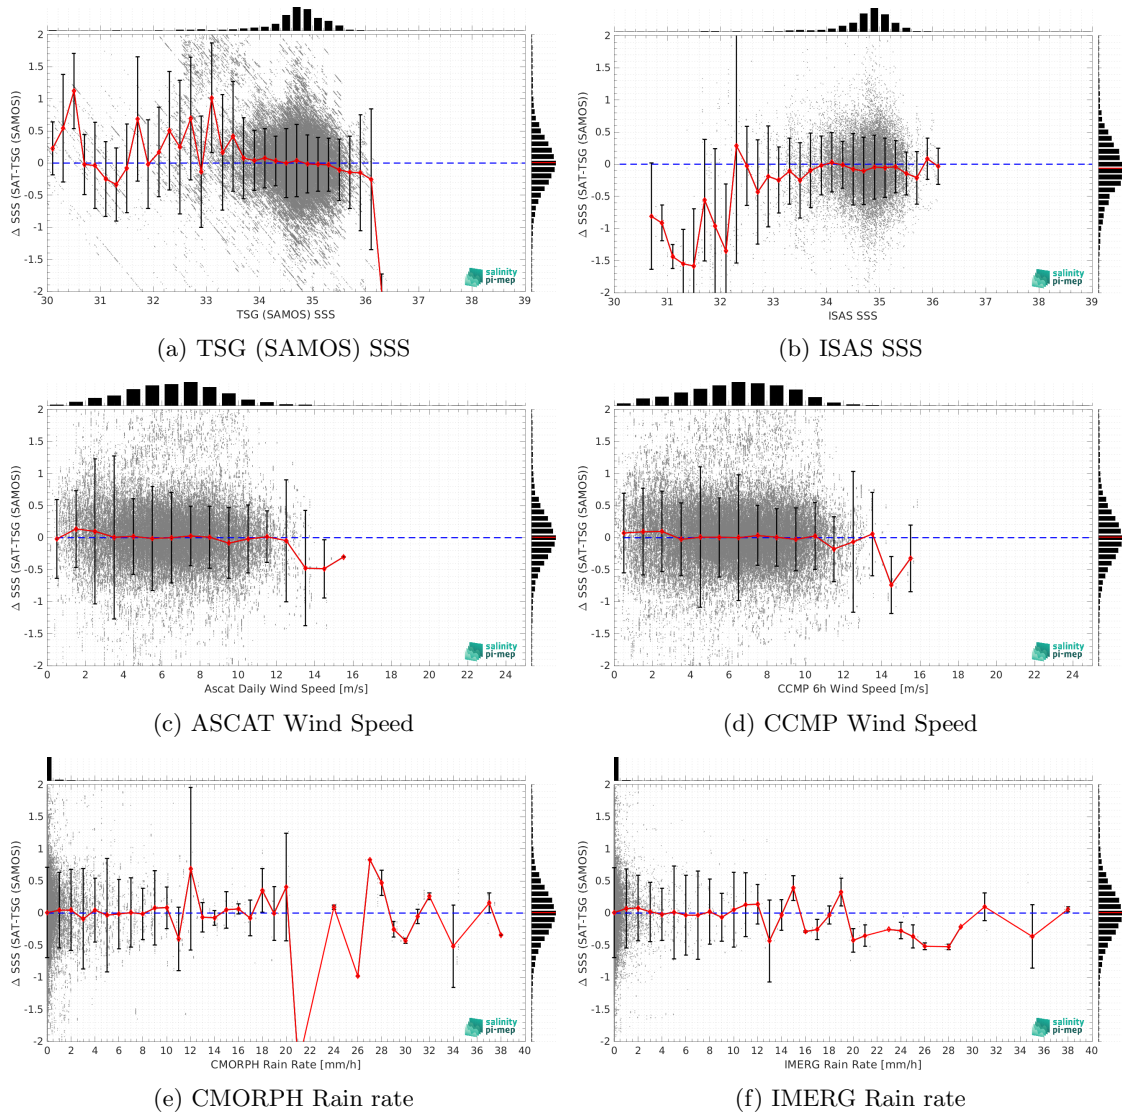 Δ SSS (SAT-TSG (SAMOS))
2
1.5
1
0.5
0
-0.5
-1
-1.5
-2
30 31 32 33 34 35 36 37 38 39
TSG (SAMOS) SSS
salinity
pi-mep
(a) TSG (SAMOS) SSS
Δ SSS (SAT-TSG (SAMOS))
2
1.5
1
0.5
0
-0.5
-1
-1.5
-2
30 31 32 33 34 35 36 37 38 39
ISAS SSS
salinity
pi-mep
(b) ISAS SSS
Δ SSS (SAT-TSG (SAMOS))
2
1.5
1
0.5
0
-0.5
-1
-1.5
-2
0 2 4 6 8 10 12 14 16 18 20 22 24
Ascat Daily Wind Speed [m/s]
salinity
pi-mep
(c) ASCAT Wind Speed
Δ SSS (SAT-TSG (SAMOS))
2
1.5
1
0.5
0
-0.5
-1
-1.5
-2
0 2 4 6 8 10 12 14 16 18 20 22 24
CCMP 6h Wind Speed [m/s]
salinity
pi-mep
(d) CCMP Wind Speed
Δ SSS (SAT-TSG (SAMOS))
2
1.5
1
0.5
0
-0.5
-1
-1.5
-2
0 2 4 6 8 10 12 14 16 18 20 22 24 26 28 30 32 34 36 38 40
CMORPH Rain Rate [mm/h]
salinity
pi-mep
(e) CMORPH Rain rate
Δ SSS (SAT-TSG (SAMOS))
2
1.5
1
0.5
0
-0.5
-1
-1.5
-2
0 2 4 6 8 10 12 14 16 18 20 22 24 26 28 30 32 34 36 38 40
IMERG Rain Rate [mm/h]
salinity
pi-mep
(f) IMERG Rain rate